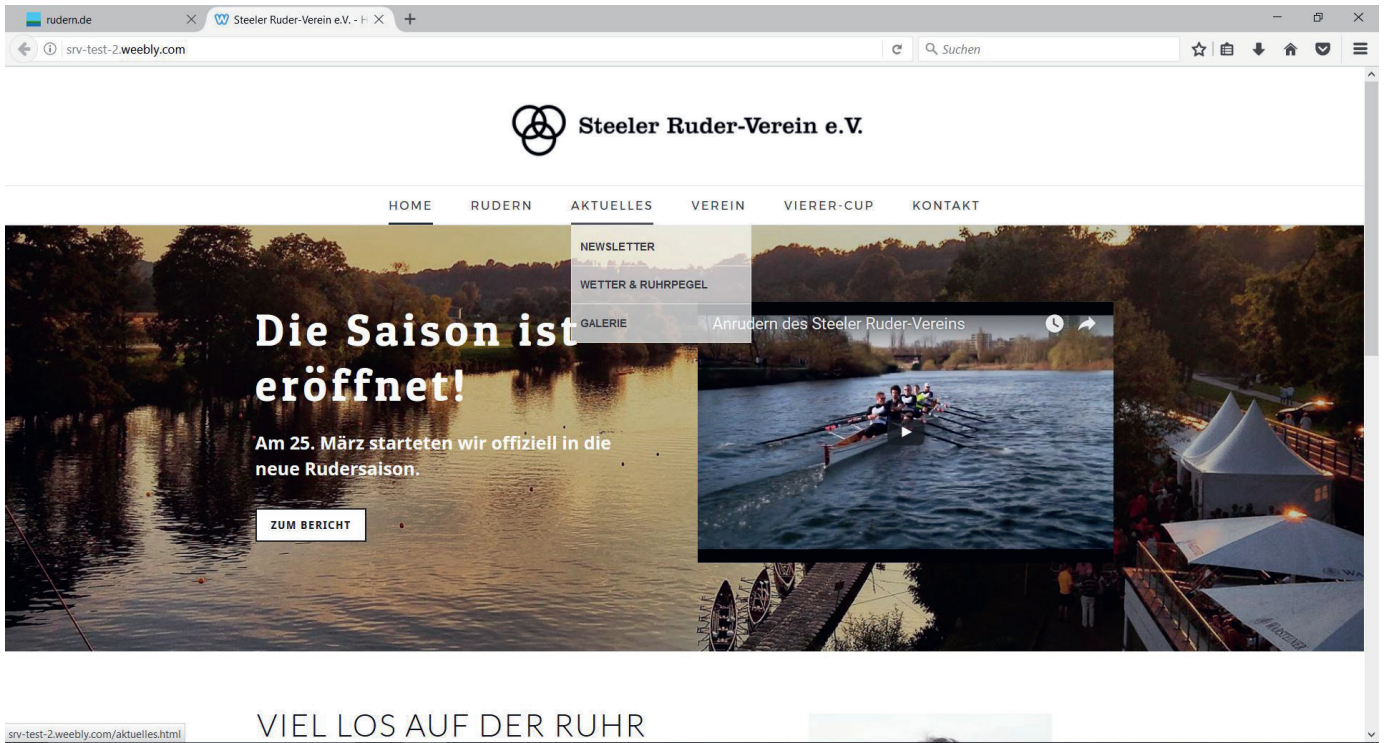 rudern.de
Steeler Ruder-Verein e.V. - H
srv-test-2.weebly.com
Suchen
Steeler Ruder-Verein e.V.
HOME RUDERN AKTUELLES VEREIN VIERER-CUP KONTAKT
NEWSLETTER
WETTER & RUHRPEGEL
GALERIE
Die Saison ist
eröffnet!
Am 25. März starteten wir offiziell in die
neue Rudersaison.
ZUM BERICHT
Anrudern des Steeler Ruder-Vereins
VIEL LOS AUF DER RUHR
srv-test-2.weebly.com/aktuelles.html